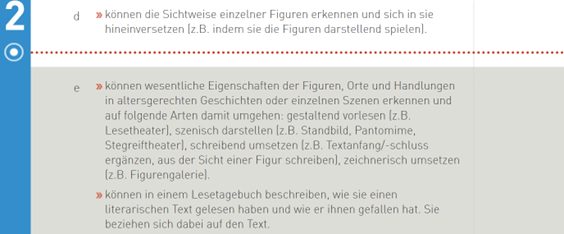 2
d » können die Sichtweise einzelner Figuren erkennen und sich in sie
hineinversetzen (z.B. indem sie die Figuren darstellend spielen).
e » können wesentliche Eigenschaften der Figuren, Orte und Handlungen
in altersgerechten Geschichten oder einzelnen Szenen erkennen und
auf folgende Arten damit umgehen: gestaltend vorlesen (z.B.
Lesetheater), szenisch darstellen (z.B. Standbild, Pantomime,
Stegreiftheater), schreibend umsetzen (z.B. Textanfang/-schluss
ergänzen, aus der Sicht einer Figur schreiben), zeichnerisch umsetzen
(z.B. Figurengalerie).
» können in einem Lesetagebuch beschreiben, wie sie einen
literarischen Text gelesen haben und wie er ihnen gefallen hat. Sie
beziehen sich dabei auf den Text.